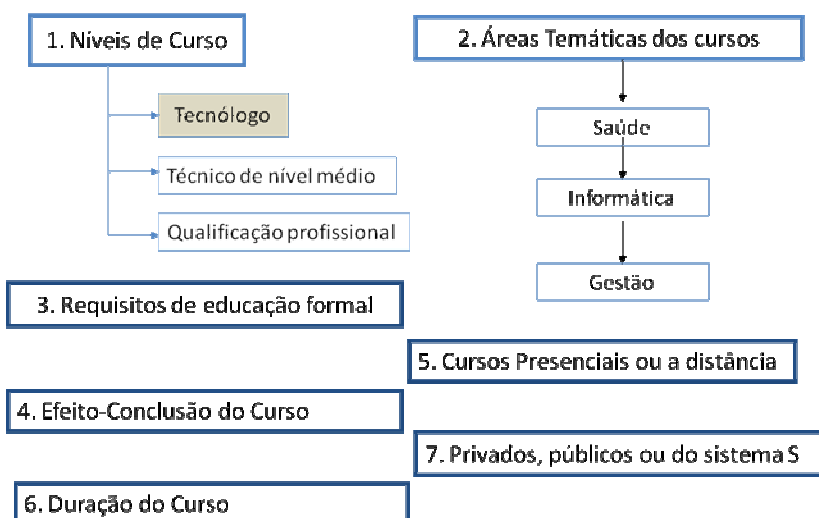 1. Níveis de Curso
Tecnólogo
Técnico de nível médio
Qualificação profissional
2. Áreas Temáticas dos cursos
Saúde
Informática
Gestão
3. Requisitos de educação formal
5. Cursos Presenciais ou a distância
4. Efeito-Conclusão do Curso
7. Privados, públicos ou do sistema S
6. Duração do Curso